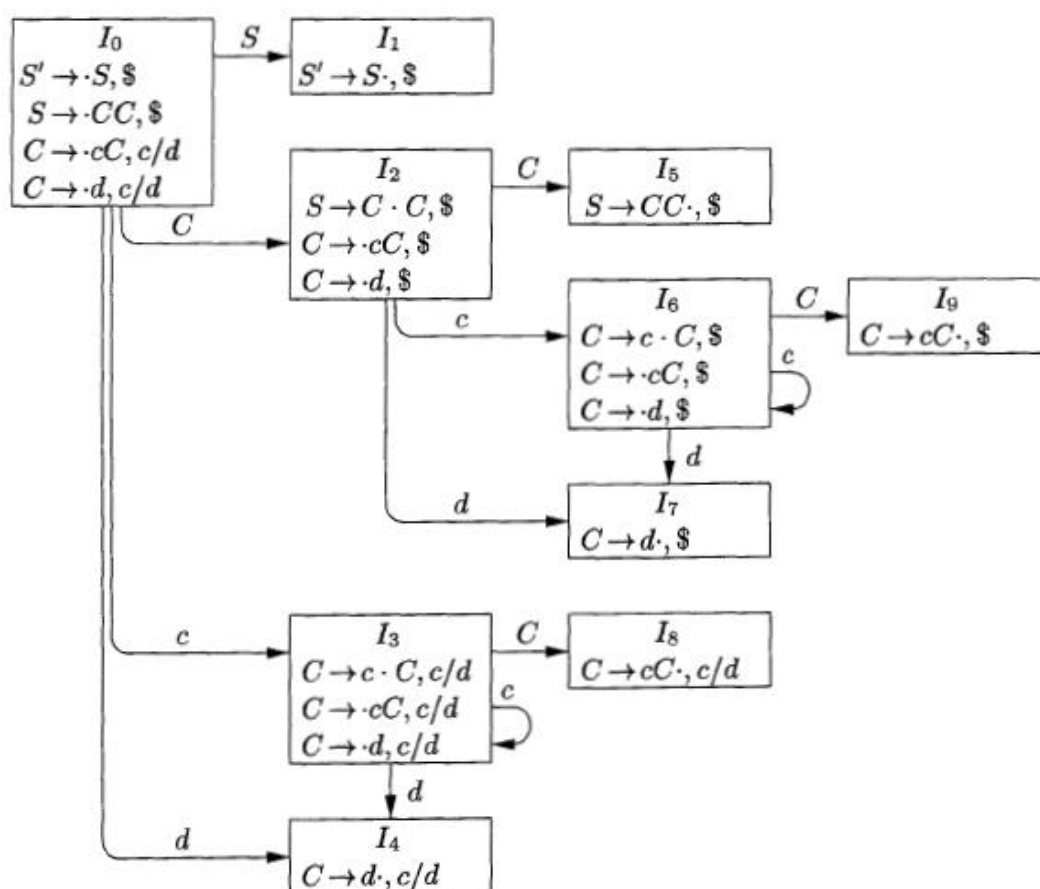 I₀
S' → ·S, $
S → ·CC, $
C → ·cC, c/d
C → ·d, c/d
S
I₁
S' → S·, $
C
I₂
S → C · C, $
C → ·cC, $
C → ·d, $
C
I₅
S → CC·, $
c
I₆
C → c · C, $
C → ·cC, $
C → ·d, $
C
I₉
C → cC·, $
c
d
d
I₇
C → d·, $
c
I₃
C → c · C, c/d
C → ·cC, c/d
C → ·d, c/d
C
I₈
C → cC·, c/d
c
d
d
I₄
C → d·, c/d